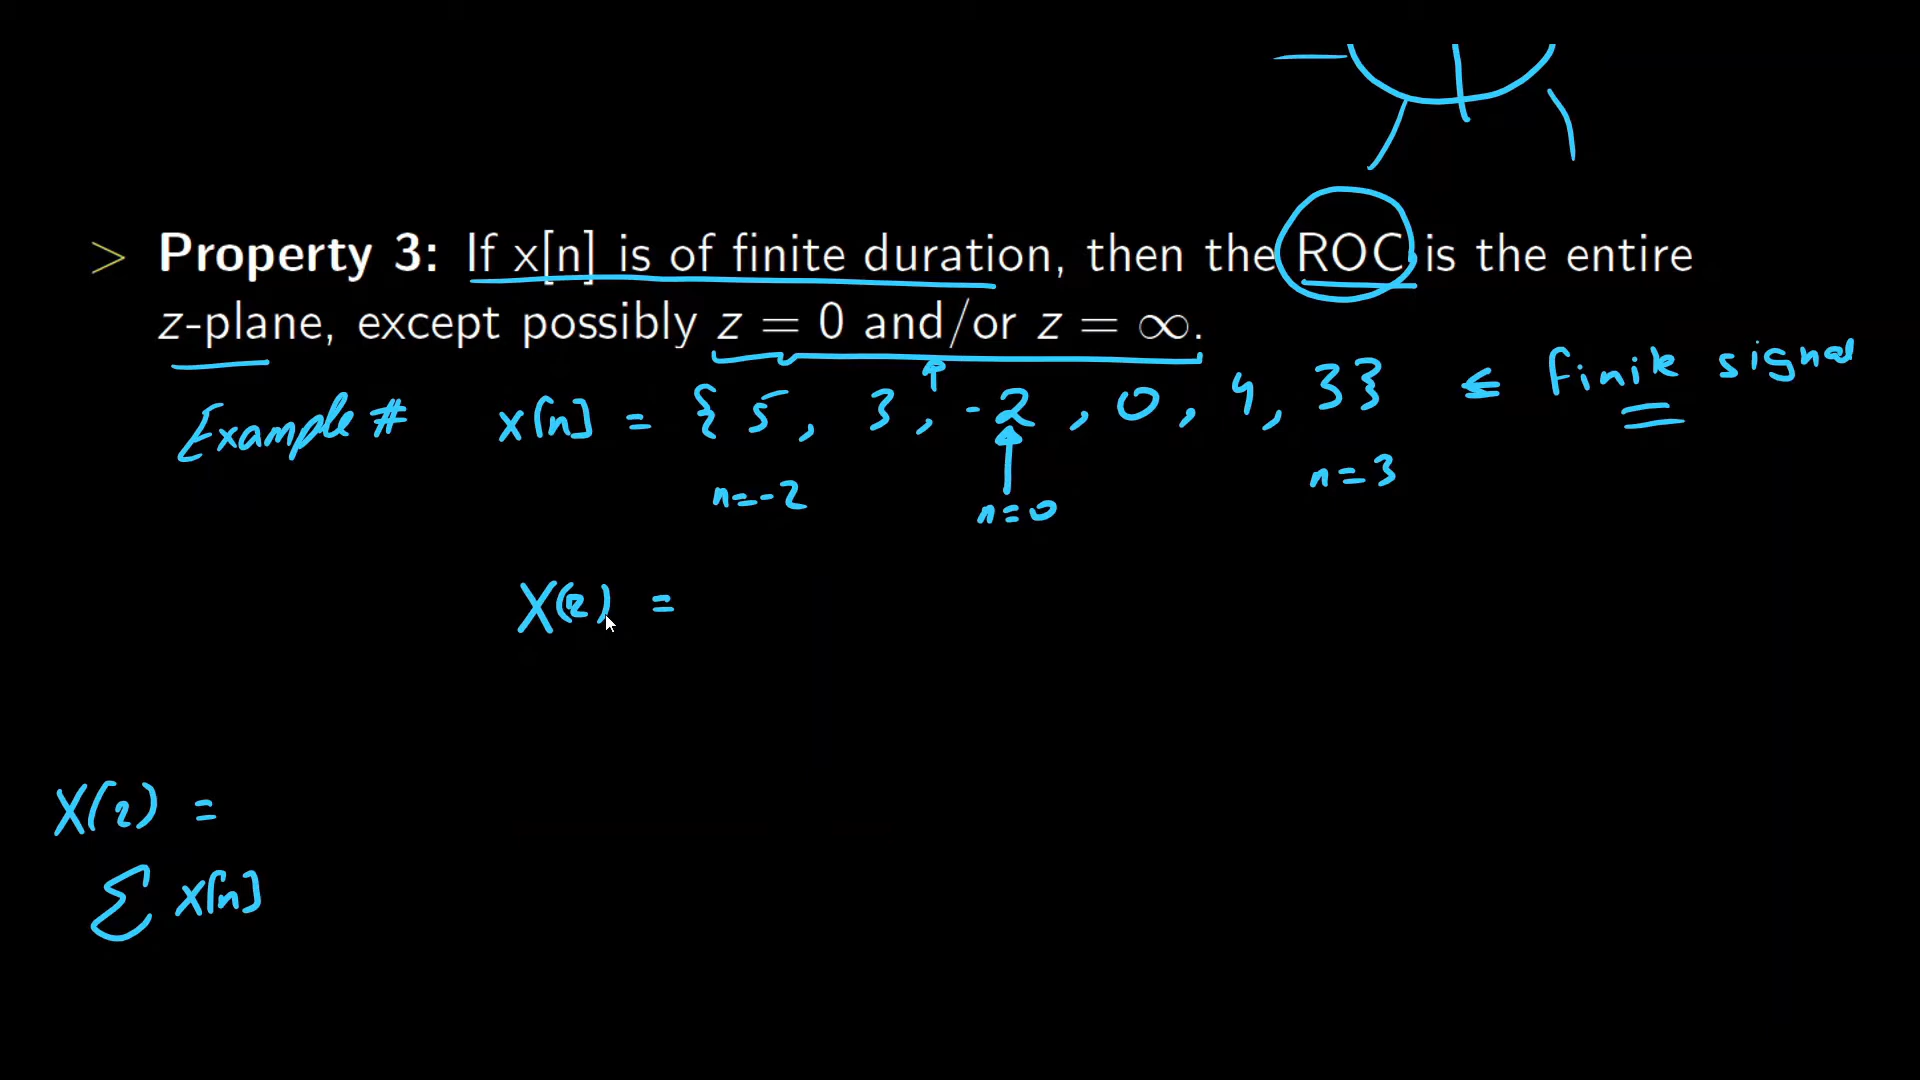 > Property 3: If x[n] is of finite duration, then the ROC is the entire
z-plane, except possibly z = 0 and/or z = ∞.
Example # x[n] = { 5, 3, -2, 0, 4, 3} ⇐ finite signal
n=-2 n=0 n=3
X(z) =
X(z) =
∑ x[n]